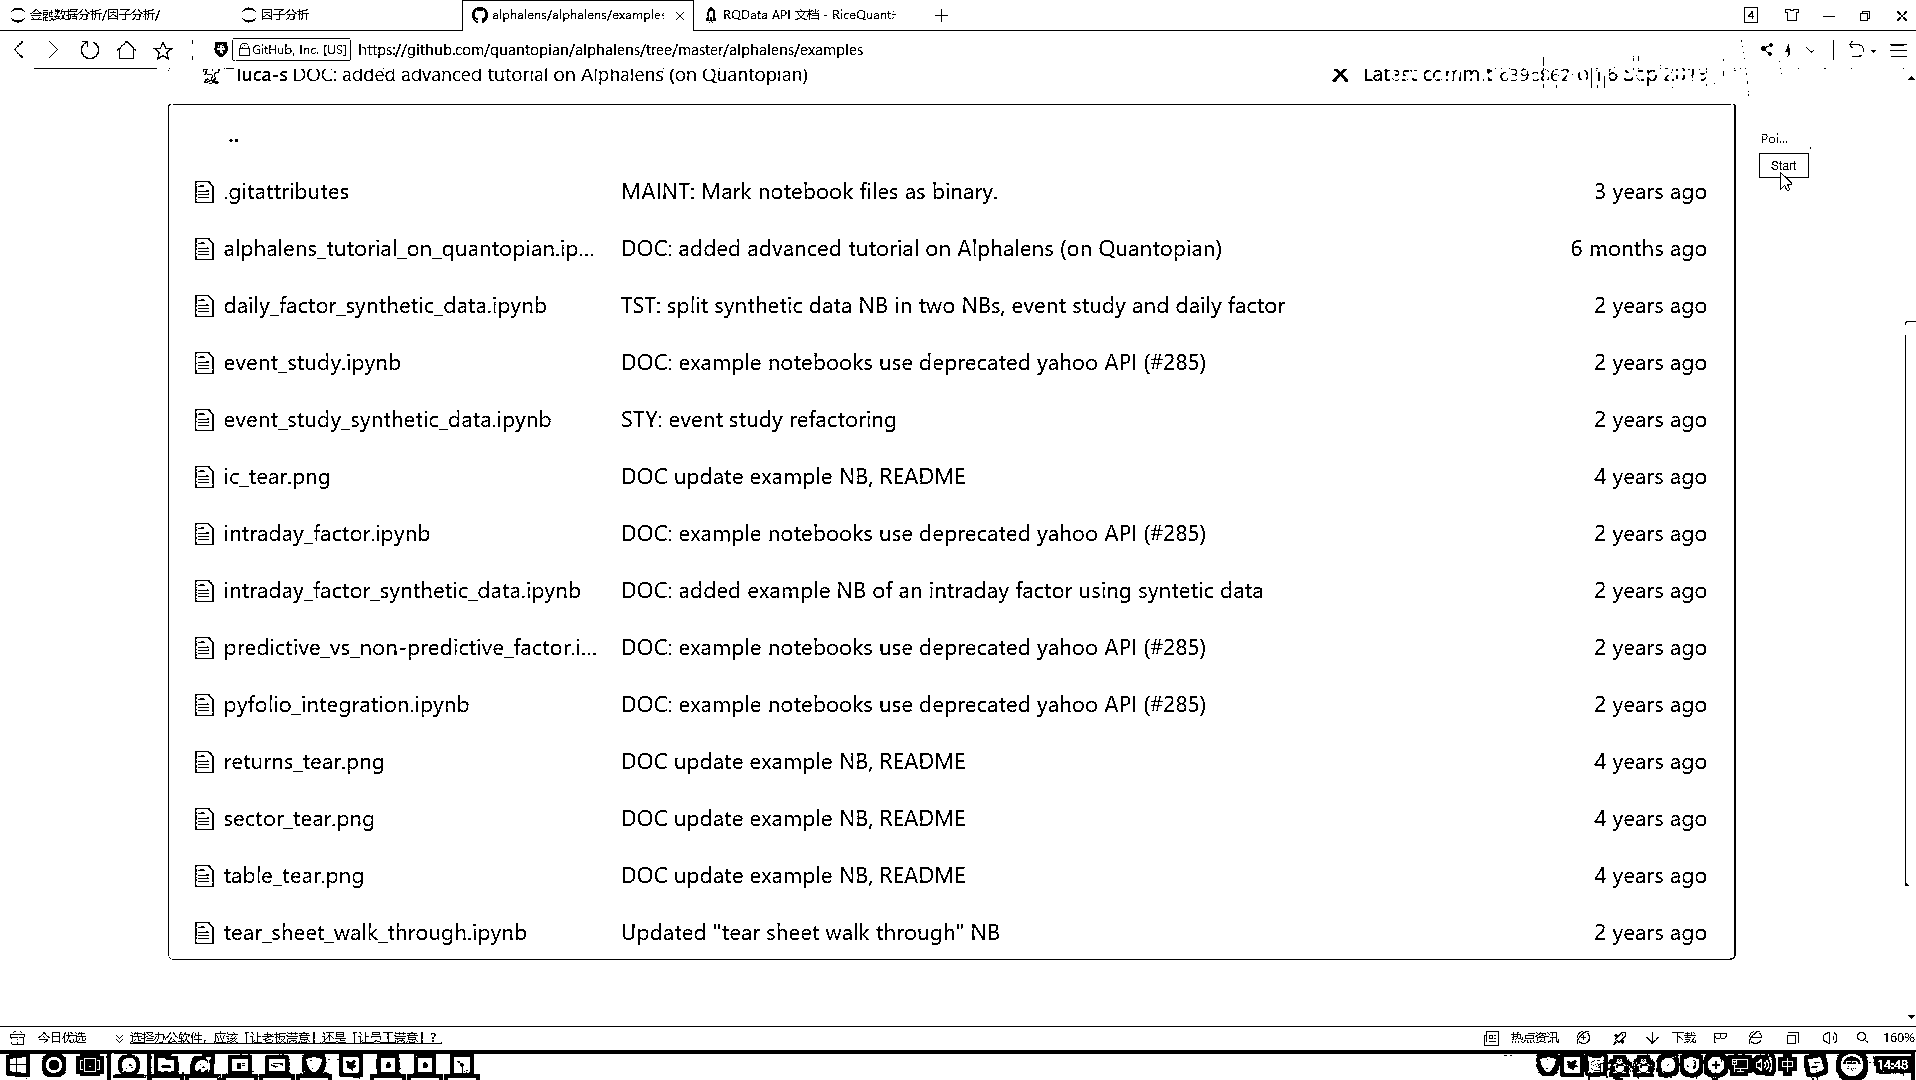 金融数据分析/因子分析/
因子分析
alphalens/alphalens/examples
RQData API 文档 - RiceQuant
4
GitHub, Inc. [US]
https://github.com/quantopian/alphalens/tree/master/alphalens/examples
luca-s DOC: added advanced tutorial on Alphalens (on Quantopian)
Latest commit
..
Poi...
Start
.gitattributes MAINT: Mark notebook files as binary. 3 years ago
alphalens_tutorial_on_quantopian.ip... DOC: added advanced tutorial on Alphalens (on Quantopian) 6 months ago
daily_factor_synthetic_data.ipynb TST: split synthetic data NB in two NBs, event study and daily factor 2 years ago
event_study.ipynb DOC: example notebooks use deprecated yahoo API (#285) 2 years ago
event_study_synthetic_data.ipynb STY: event study refactoring 2 years ago
ic_tear.png DOC update example NB, README 4 years ago
intraday_factor.ipynb DOC: example notebooks use deprecated yahoo API (#285) 2 years ago
intraday_factor_synthetic_data.ipynb DOC: added example NB of an intraday factor using syntetic data 2 years ago
predictive_vs_non-predictive_factor.i... DOC: example notebooks use deprecated yahoo API (#285) 2 years ago
pyfolio_integration.ipynb DOC: example notebooks use deprecated yahoo API (#285) 2 years ago
returns_tear.png DOC update example NB, README 4 years ago
sector_tear.png DOC update example NB, README 4 years ago
table_tear.png DOC update example NB, README 4 years ago
tear_sheet_walk_through.ipynb Updated "tear sheet walk through" NB 2 years ago
今日优选 选择办公软件，应该「让老板满意」还是「让员工满意」？
热点资讯 下载 160%
中 14:48